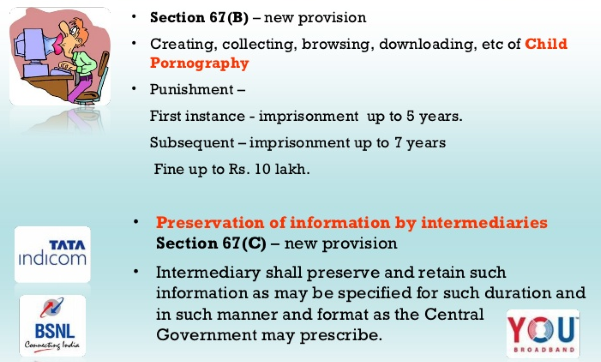 • Section 67(B) – new provision
• Creating, collecting, browsing, downloading, etc of Child
Pornography
• Punishment –
First instance - imprisonment up to 5 years.
Subsequent – imprisonment up to 7 years
Fine up to Rs. 10 lakh.
• Preservation of information by intermediaries
Section 67(C) – new provision
• Intermediary shall preserve and retain such
information as may be specified for such duration and
in such manner and format as the Central
Government may prescribe.
TATA
indicom
BSNL
Connecting India
YOU
BROADBAND